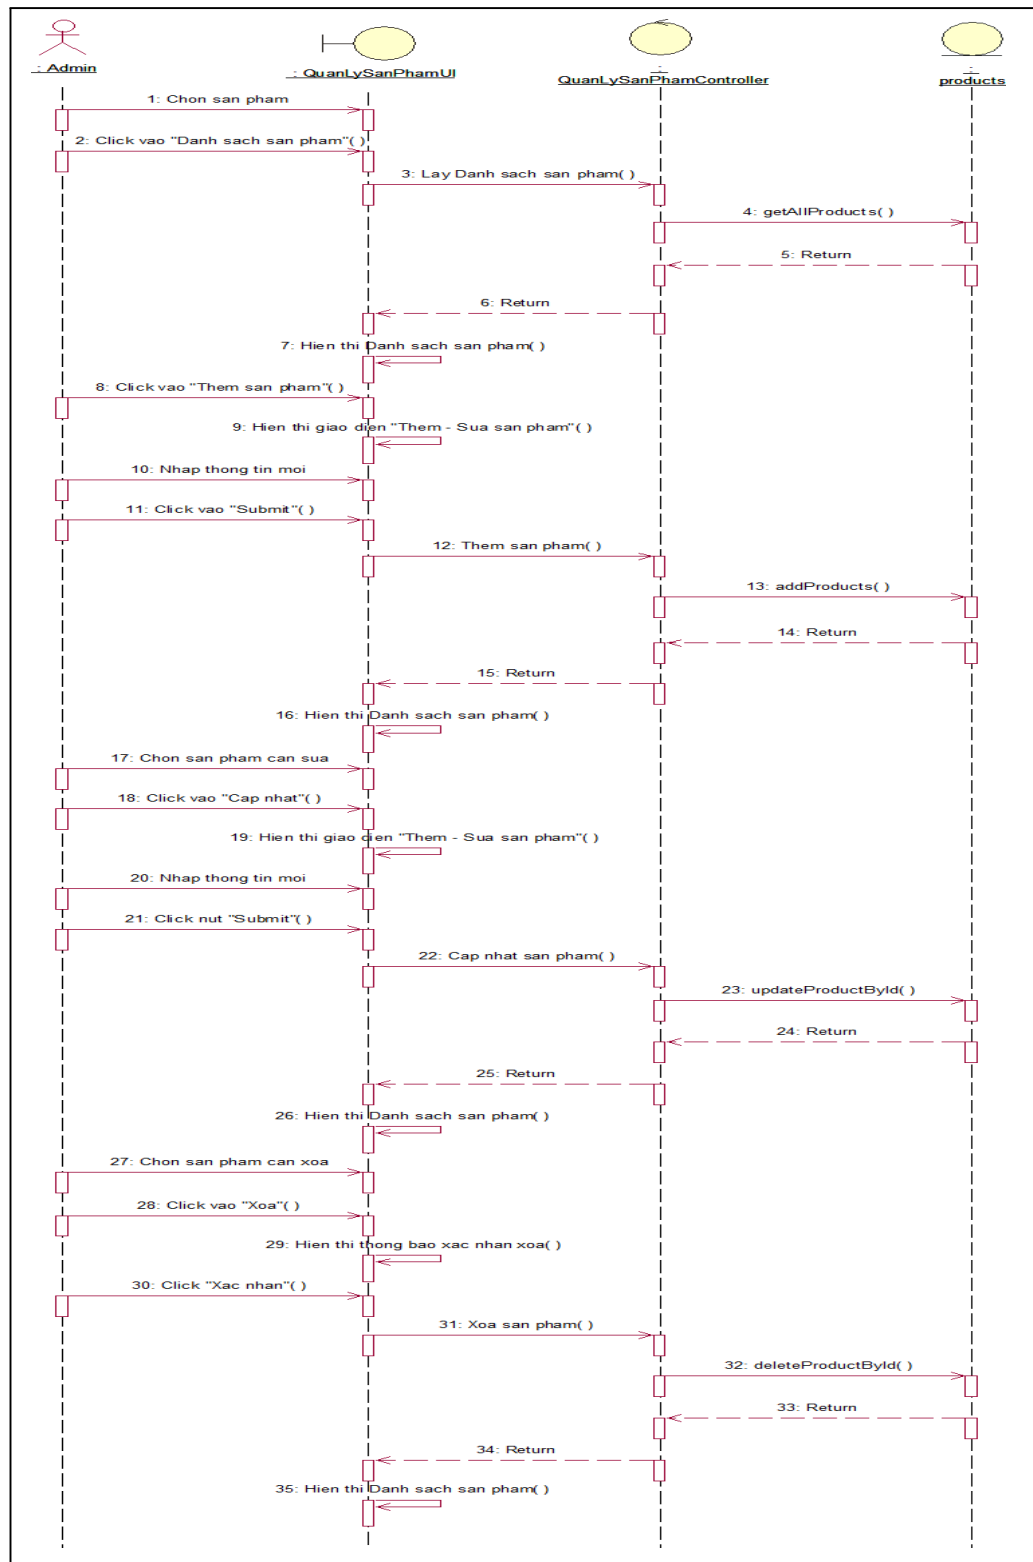 : Admin
: QuanLySanPhamUI
:
QuanLySanPhamController
:
products
1: Chon san pham
2: Click vao "Danh sach san pham"( )
3: Lay Danh sach san pham( )
4: getAllProducts( )
5: Return
6: Return
7: Hien thi Danh sach san pham( )
8: Click vao "Them san pham"( )
9: Hien thi giao dien "Them - Sua san pham"( )
10: Nhap thong tin moi
11: Click vao "Submit"( )
12: Them san pham( )
13: addProducts( )
14: Return
15: Return
16: Hien thi Danh sach san pham( )
17: Chon san pham can sua
18: Click vao "Cap nhat"( )
19: Hien thi giao dien "Them - Sua san pham"( )
20: Nhap thong tin moi
21: Click nut "Submit"( )
22: Cap nhat san pham( )
23: updateProductById( )
24: Return
25: Return
26: Hien thi Danh sach san pham( )
27: Chon san pham can xoa
28: Click vao "Xoa"( )
29: Hien thi thong bao xac nhan xoa( )
30: Click "Xac nhan"( )
31: Xoa san pham( )
32: deleteProductById( )
33: Return
34: Return
35: Hien thi Danh sach san pham( )